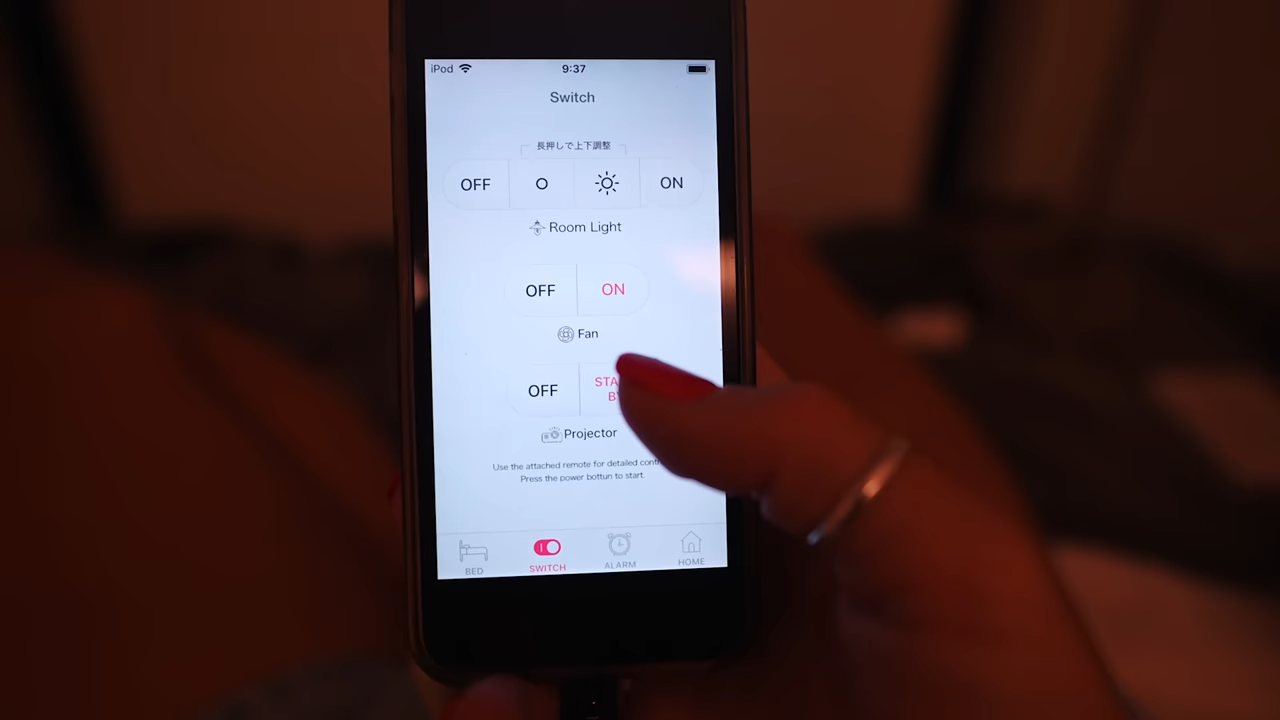 iPod 9:37
Switch
長押しで上下調整
OFF ON
Room Light
OFF ON
Fan
OFF
Projector
Use the attached remote for detailed
Press the power bottun to start.
BED SWITCH ALARM HOME